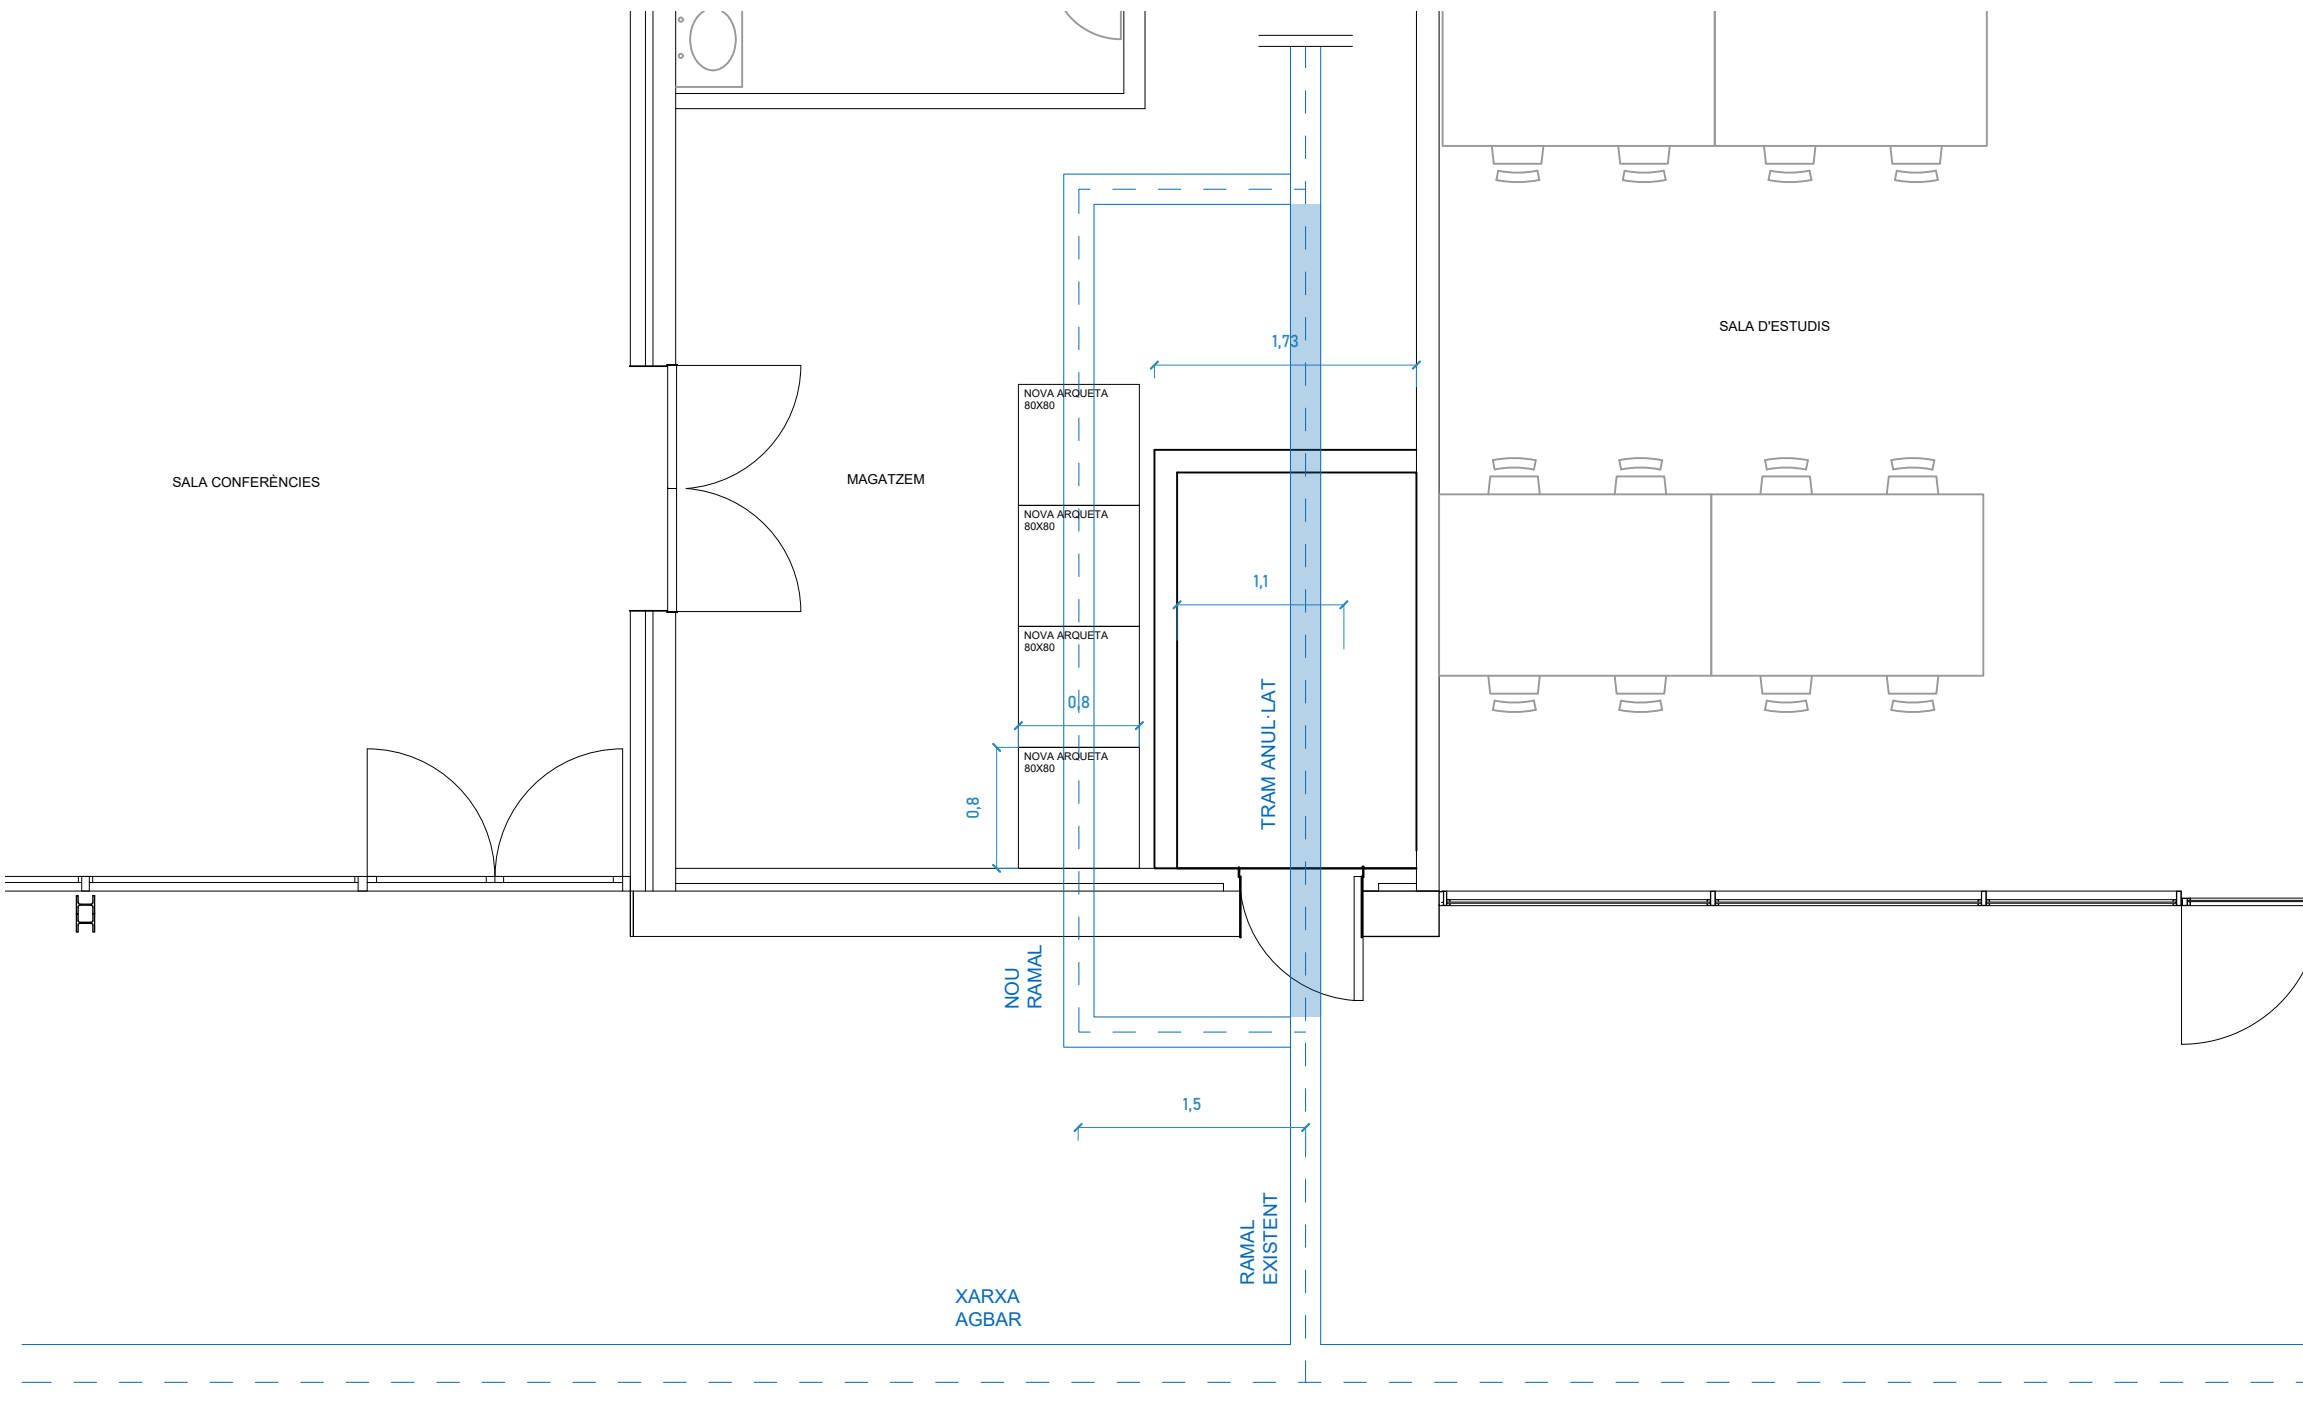 SALA D'ESTUDIS
1,73
NOVA ARQUETA
80X80
SALA CONFERÈNCIES
MAGATZEM
NOVA ARQUETA
80X80
1,1
NOVA ARQUETA
80X80
0,8
TRAM ANUL·LAT
NOVA ARQUETA
80X80
0,8
NOU
RAMAL
1,5
RAMAL
EXISTENT
XARXA
AGBAR